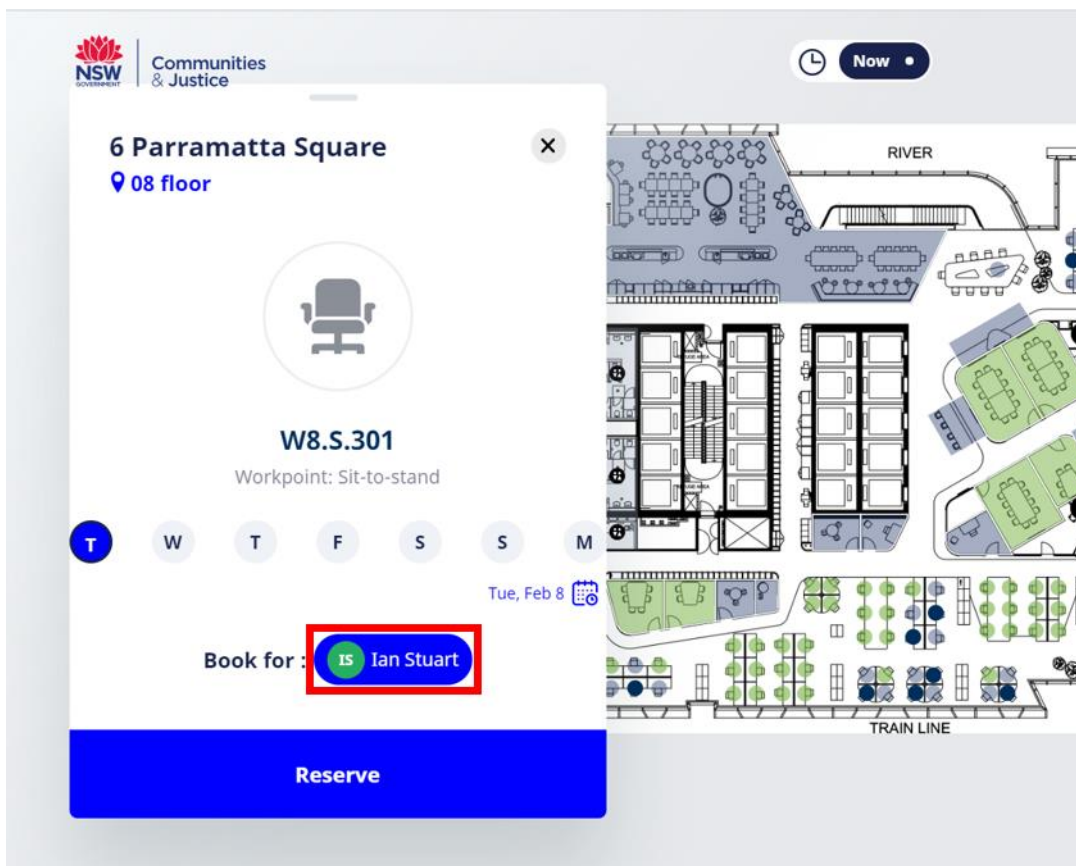 NSW
GOVERNMENT
Communities
& Justice
Now
6 Parramatta Square
08 floor
RIVER
W8.S.301
Workpoint: Sit-to-stand
T W T F S S M
Tue, Feb 8
Book for : IS Ian Stuart
TRAIN LINE
Reserve